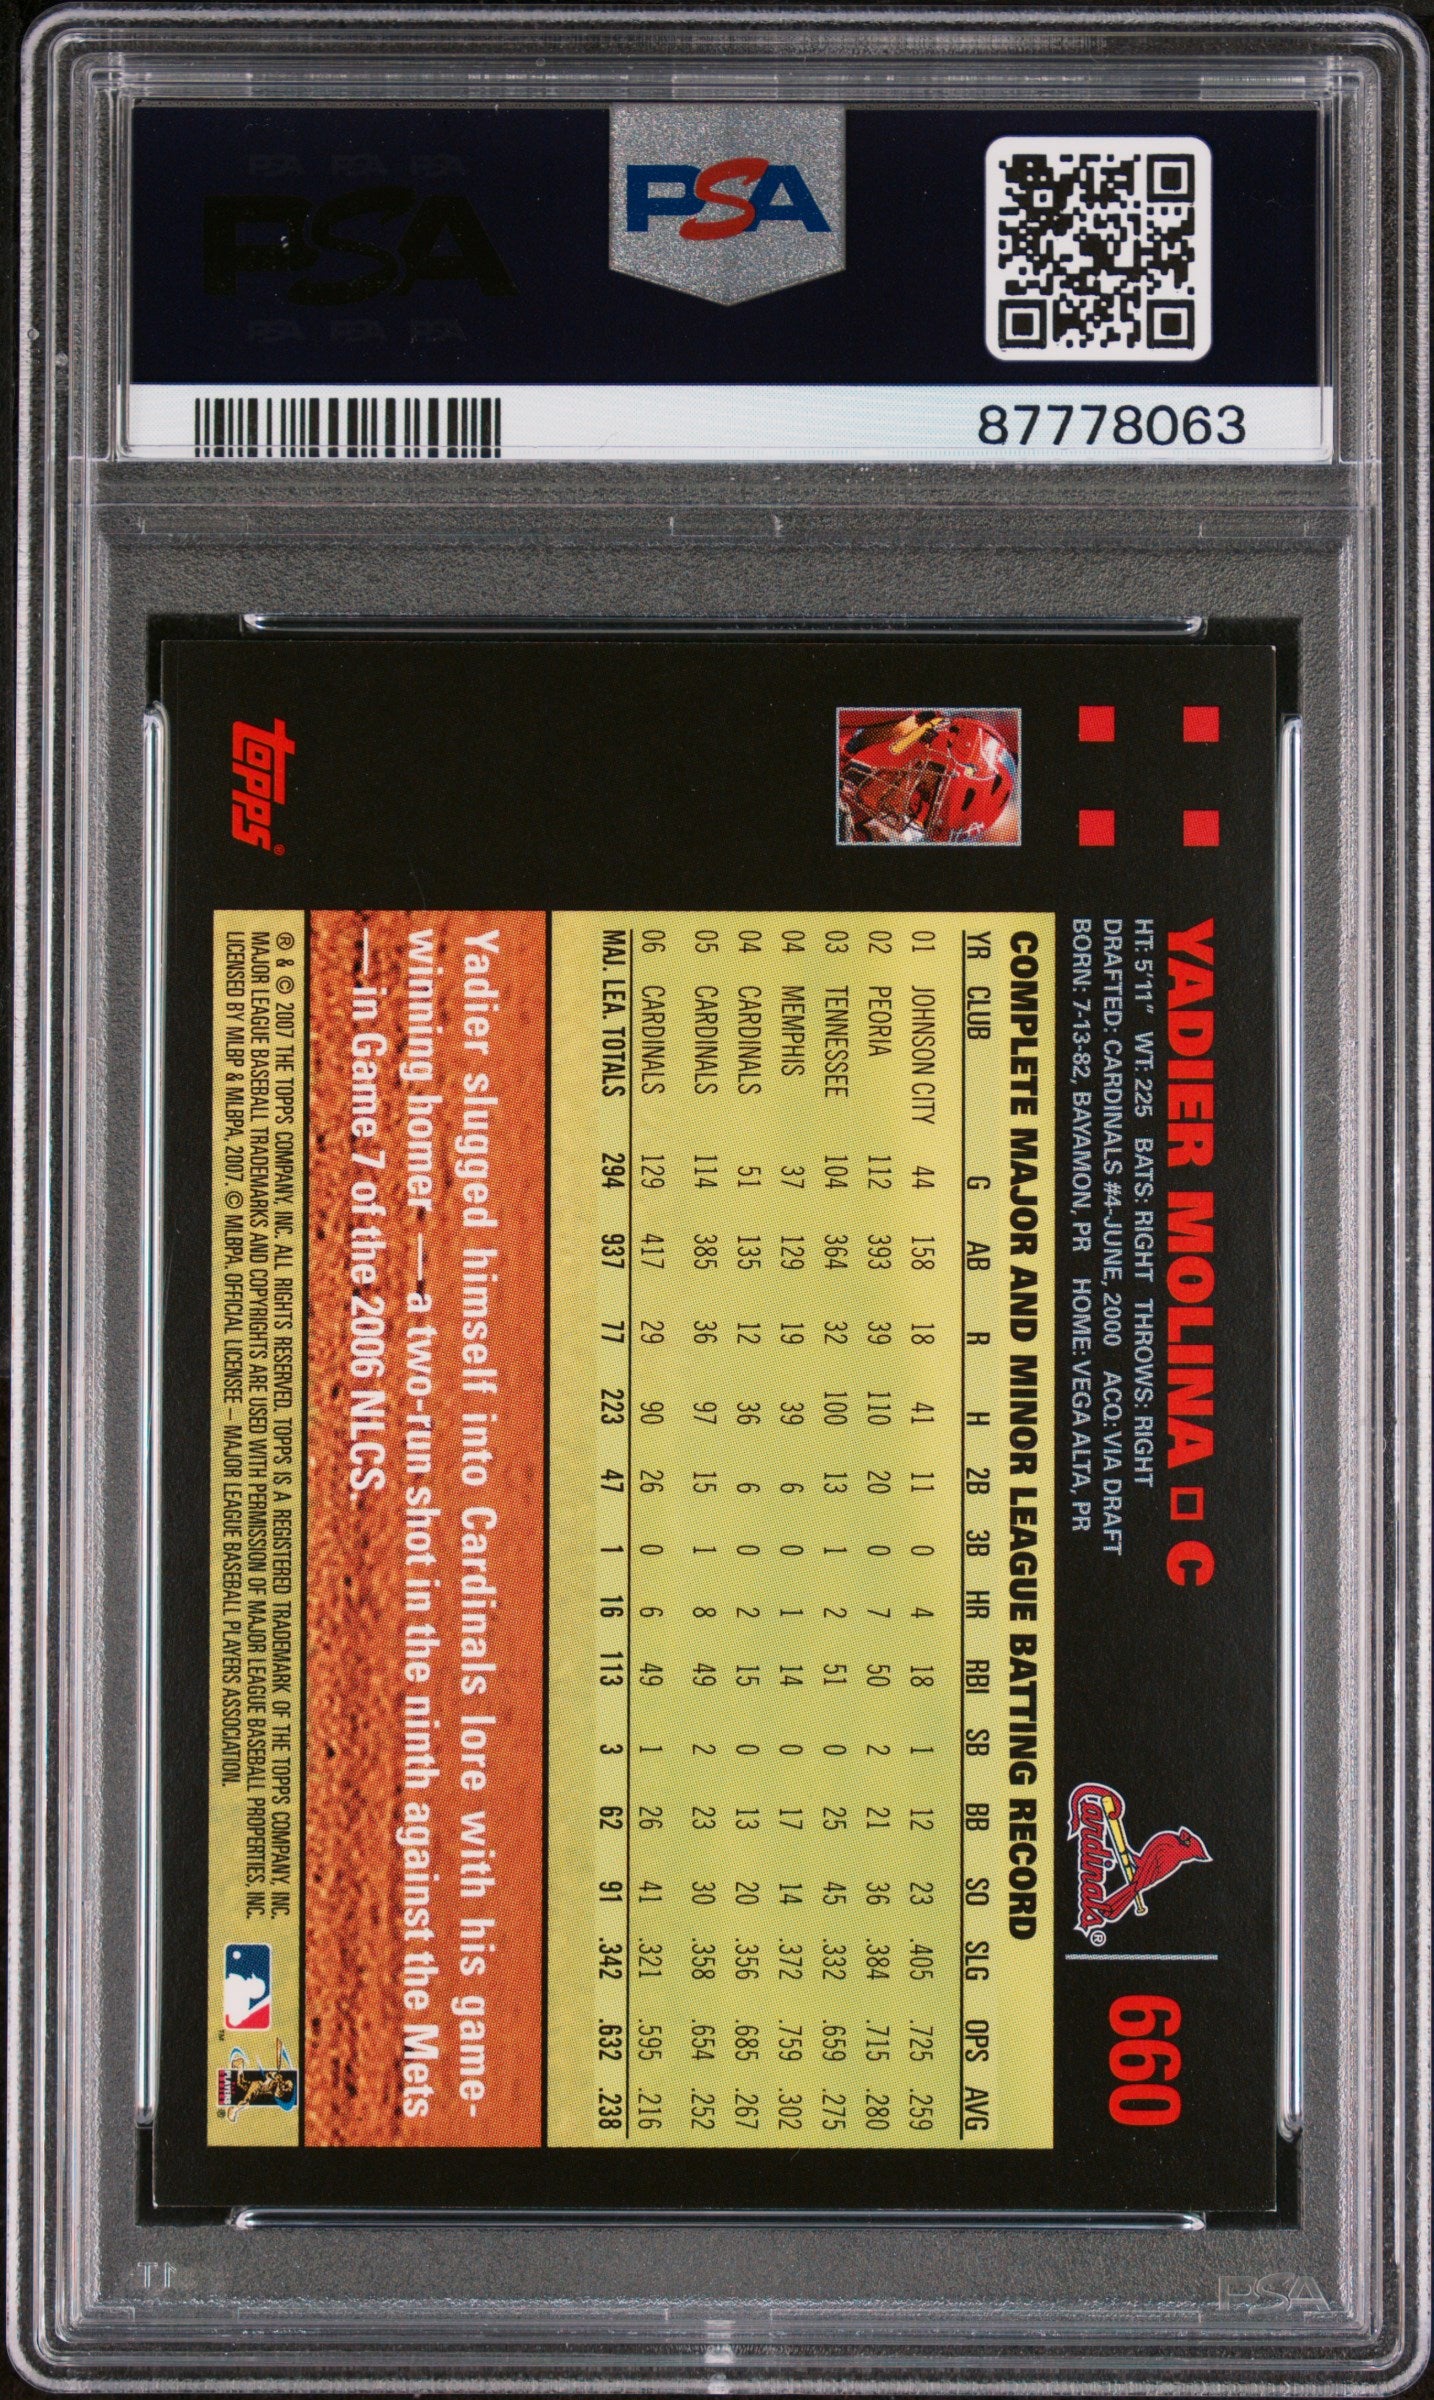 PSA PSA PSA
PSA
PSA PSA PSA
PSA
87778063
YADIER MOLINA □ C
HT: 5'11" WT: 225 BATS: RIGHT THROWS: RIGHT
DRAFTED: CARDINALS #4-JUNE, 2000 ACQ: VIA DRAFT
BORN: 7-13-82, BAYAMON, PR HOME: VEGA ALTA, PR
Cardinals®
660
COMPLETE MAJOR AND MINOR LEAGUE BATTING RECORD
YR CLUB G AB R H 2B 3B HR RBI SB BB SO SLG OPS AVG
01 JOHNSON CITY 44 158 18 41 11 0 4 18 1 12 23 .405 .725 .259
02 PEORIA 112 393 39 110 20 0 7 50 2 21 36 .384 .715 .280
03 TENNESSEE 104 364 32 100 13 1 2 51 0 25 45 .332 .659 .275
04 MEMPHIS 37 129 19 39 6 0 1 14 0 17 14 .372 .759 .302
04 CARDINALS 51 135 12 36 6 0 2 15 0 13 20 .356 .685 .267
05 CARDINALS 114 385 36 97 15 1 8 49 2 23 30 .358 .654 .252
06 CARDINALS 129 417 29 90 26 0 6 49 1 26 41 .321 .595 .216
MAJ. LEA. TOTALS 294 937 77 223 47 1 16 113 3 62 91 .342 .632 .238
Yadier slugged himself into Cardinals lore with his game-
winning homer — a two-run shot in the ninth against the Mets
— in Game 7 of the 2006 NLCS.
topps®
® & © 2007 THE TOPPS COMPANY, INC. ALL RIGHTS RESERVED. TOPPS IS A REGISTERED TRADEMARK OF THE TOPPS COMPANY, INC.
MAJOR LEAGUE BASEBALL TRADEMARKS AND COPYRIGHTS ARE USED WITH PERMISSION OF MAJOR LEAGUE BASEBALL PROPERTIES, INC.
LICENSED BY MLBP & MLBPA, 2007. © MLBPA. OFFICIAL LICENSEE – MAJOR LEAGUE BASEBALL PLAYERS ASSOCIATION.
PSA